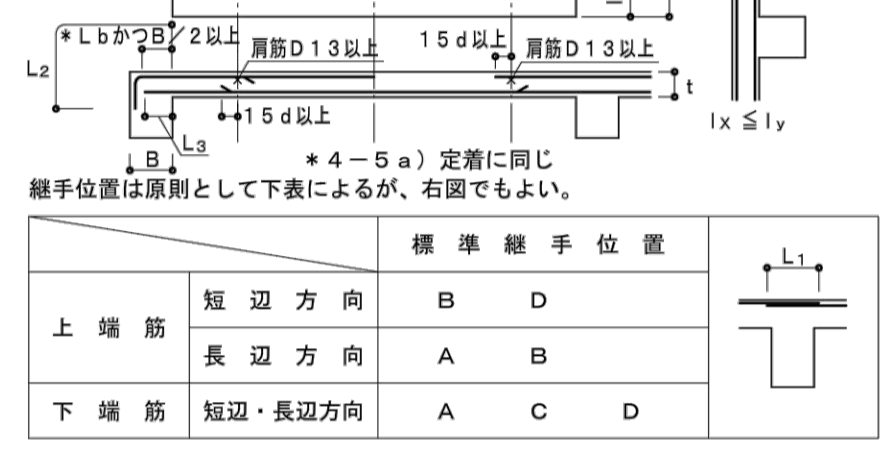 *LbかつB/2以上
肩筋D13以上
15d以上
肩筋D13以上
L2
t
lx≦ly
15d以上
L3
B
*4-5a)定着に同じ
継手位置は原則として下表によるが、右図でもよい。
標準継手位置
L1
上端筋
短辺方向
B D
長辺方向
A B
下端筋
短辺・長辺方向
A C D